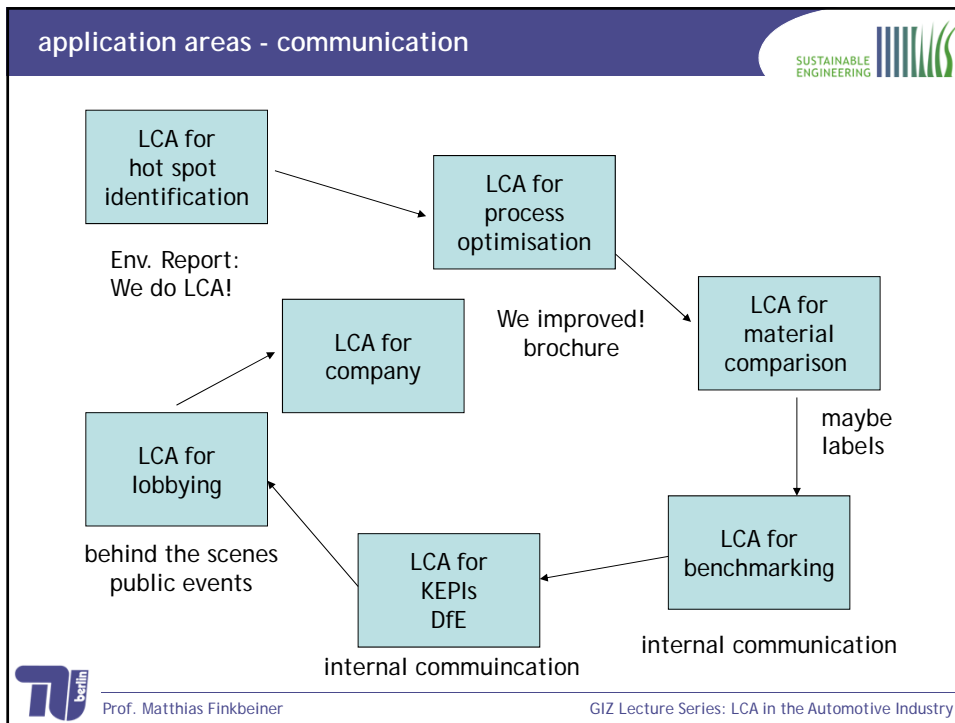 application areas - communication
SUSTAINABLE
ENGINEERING
LCA for
hot spot
identification
Env. Report:
We do LCA!
LCA for
process
optimisation
We improved!
brochure
LCA for
material
comparison
maybe
labels
LCA for
benchmarking
internal communication
LCA for
KEPIs
DfE
internal commuincation
LCA for
lobbying
behind the scenes
public events
LCA for
company
berlin
Prof. Matthias Finkbeiner
GIZ Lecture Series: LCA in the Automotive Industry